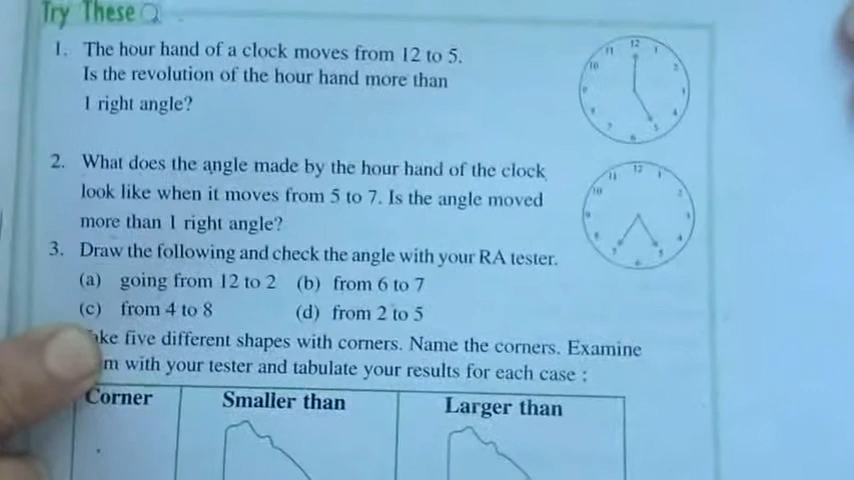 Try These
1. The hour hand of a clock moves from 12 to 5.
Is the revolution of the hour hand more than
1 right angle?
2. What does the angle made by the hour hand of the clock
look like when it moves from 5 to 7. Is the angle moved
more than 1 right angle?
3. Draw the following and check the angle with your RA tester.
(a) going from 12 to 2 (b) from 6 to 7
(c) from 4 to 8 (d) from 2 to 5
five different shapes with corners. Name the corners. Examine
with your tester and tabulate your results for each case :
Corner Smaller than Larger than